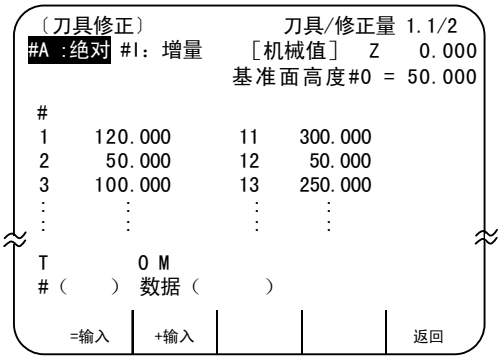 〔刀具修正〕 刀具/修正量 1.1/2
#A :绝对 #I: 增量 [机械值] Z 0.000
基准面高度#0 = 50.000
#
1 120.000 11 300.000
2 50.000 12 50.000
3 100.000 13 250.000
: : : :
: : : :
T 0 M
#( ) 数据( )
=输入 +输入 返回